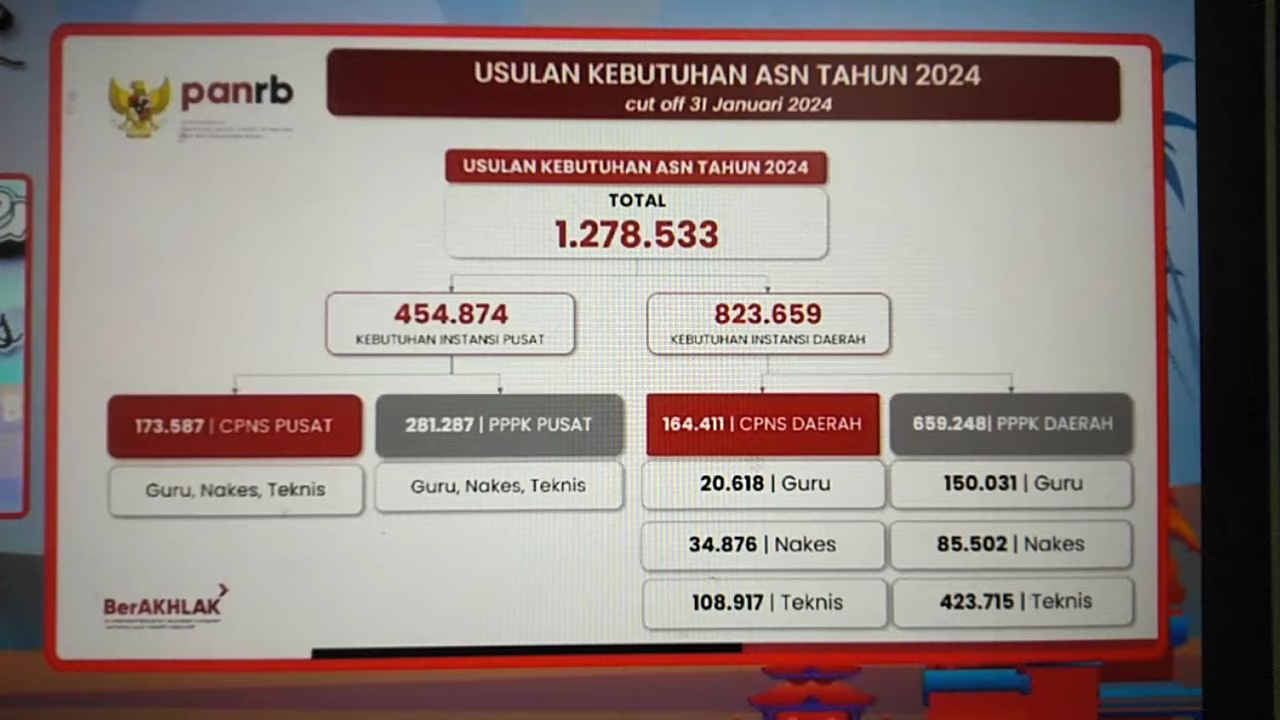 panrb
USULAN KEBUTUHAN ASN TAHUN 2024
cut off 31 Januari 2024
USULAN KEBUTUHAN ASN TAHUN 2024
TOTAL
1.278.533
454.874
KEBUTUHAN INSTANSI PUSAT
823.659
KEBUTUHAN INSTANSI DAERAH
173.587 | CPNS PUSAT
281.287 | PPPK PUSAT
164.411 | CPNS DAERAH
659.248| PPPK DAERAH
Guru, Nakes, Teknis
Guru, Nakes, Teknis
20.618 | Guru
150.031 | Guru
34.876 | Nakes
85.502 | Nakes
108.917 | Teknis
423.715 | Teknis
BerAKHLAK